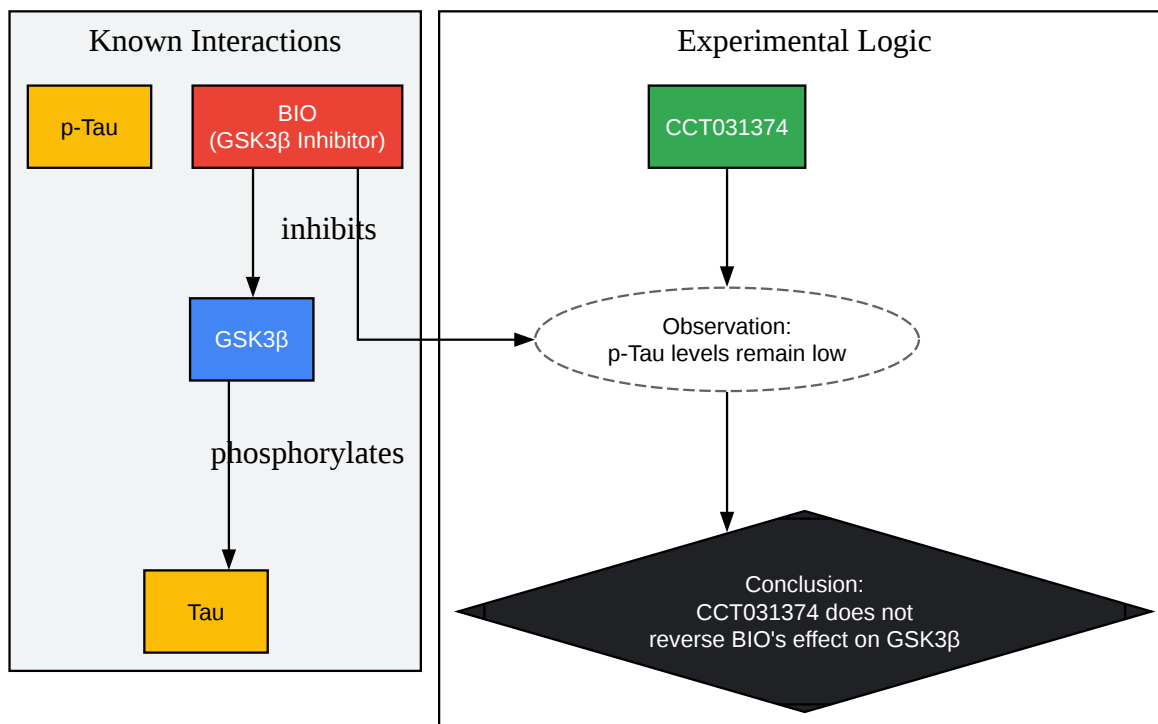 Known Interactions
p-Tau
BIO
(GSK3β Inhibitor)
inhibits
GSK3β
phosphorylates
Tau
Experimental Logic
CCT031374
Observation:
p-Tau levels remain low
Conclusion:
CCT031374 does not
reverse BIO's effect on GSK3β